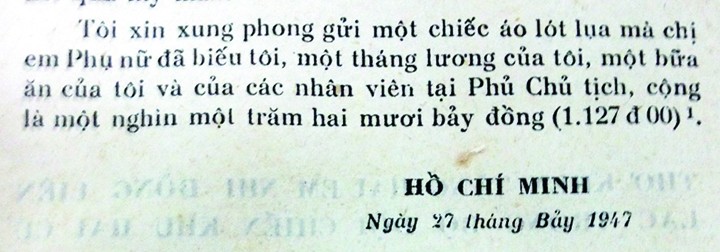 Tôi xin xung phong gửi một chiếc áo lót lụa mà chị
em Phụ nữ đã biếu tôi, một tháng lương của tôi, một bữa
ăn của tôi và của các nhân viên tại Phủ Chủ tịch, cộng
là một nghìn một trăm hai mươi bảy đồng (1.127 đ 00)¹.
HỒ CHÍ MINH
Ngày 27 tháng Bảy 1947